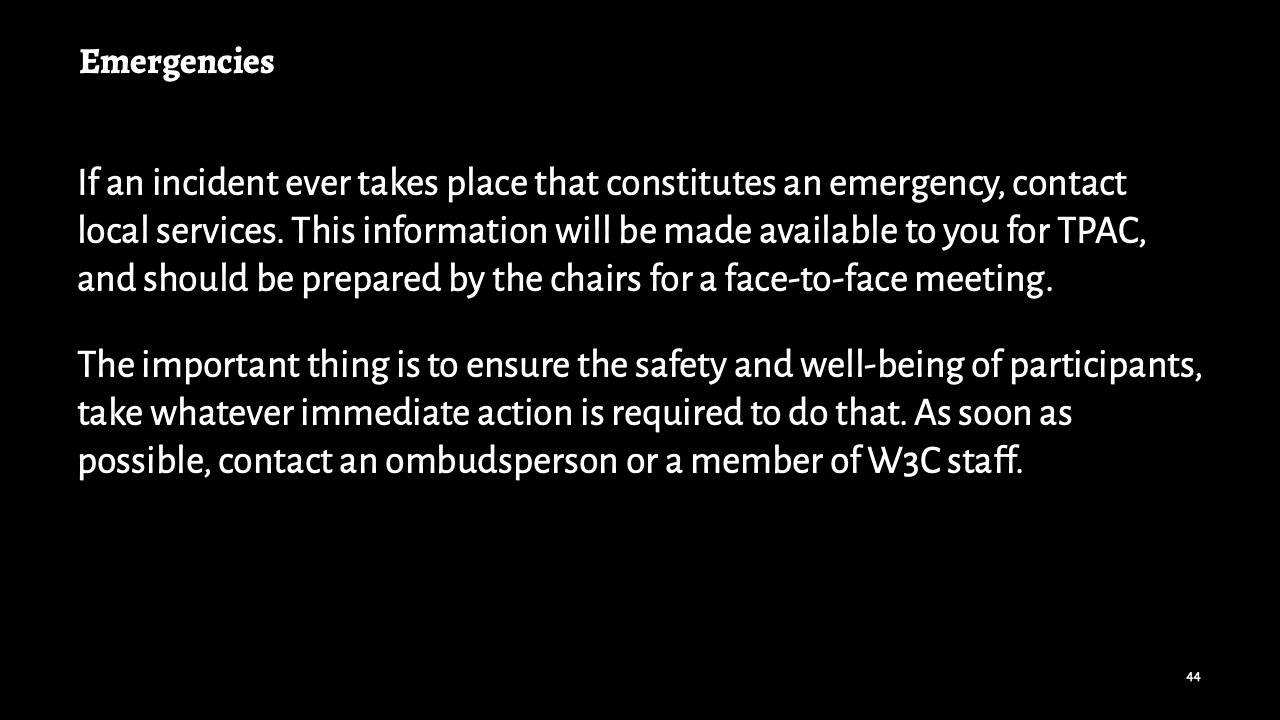 Emergencies
If an incident ever takes place that constitutes an emergency, contact
local services. This information will be made available to you for TPAC,
and should be prepared by the chairs for a face-to-face meeting.
The important thing is to ensure the safety and well-being of participants,
take whatever immediate action is required to do that. As soon as
possible, contact an ombudsperson or a member of W3C staff.
44